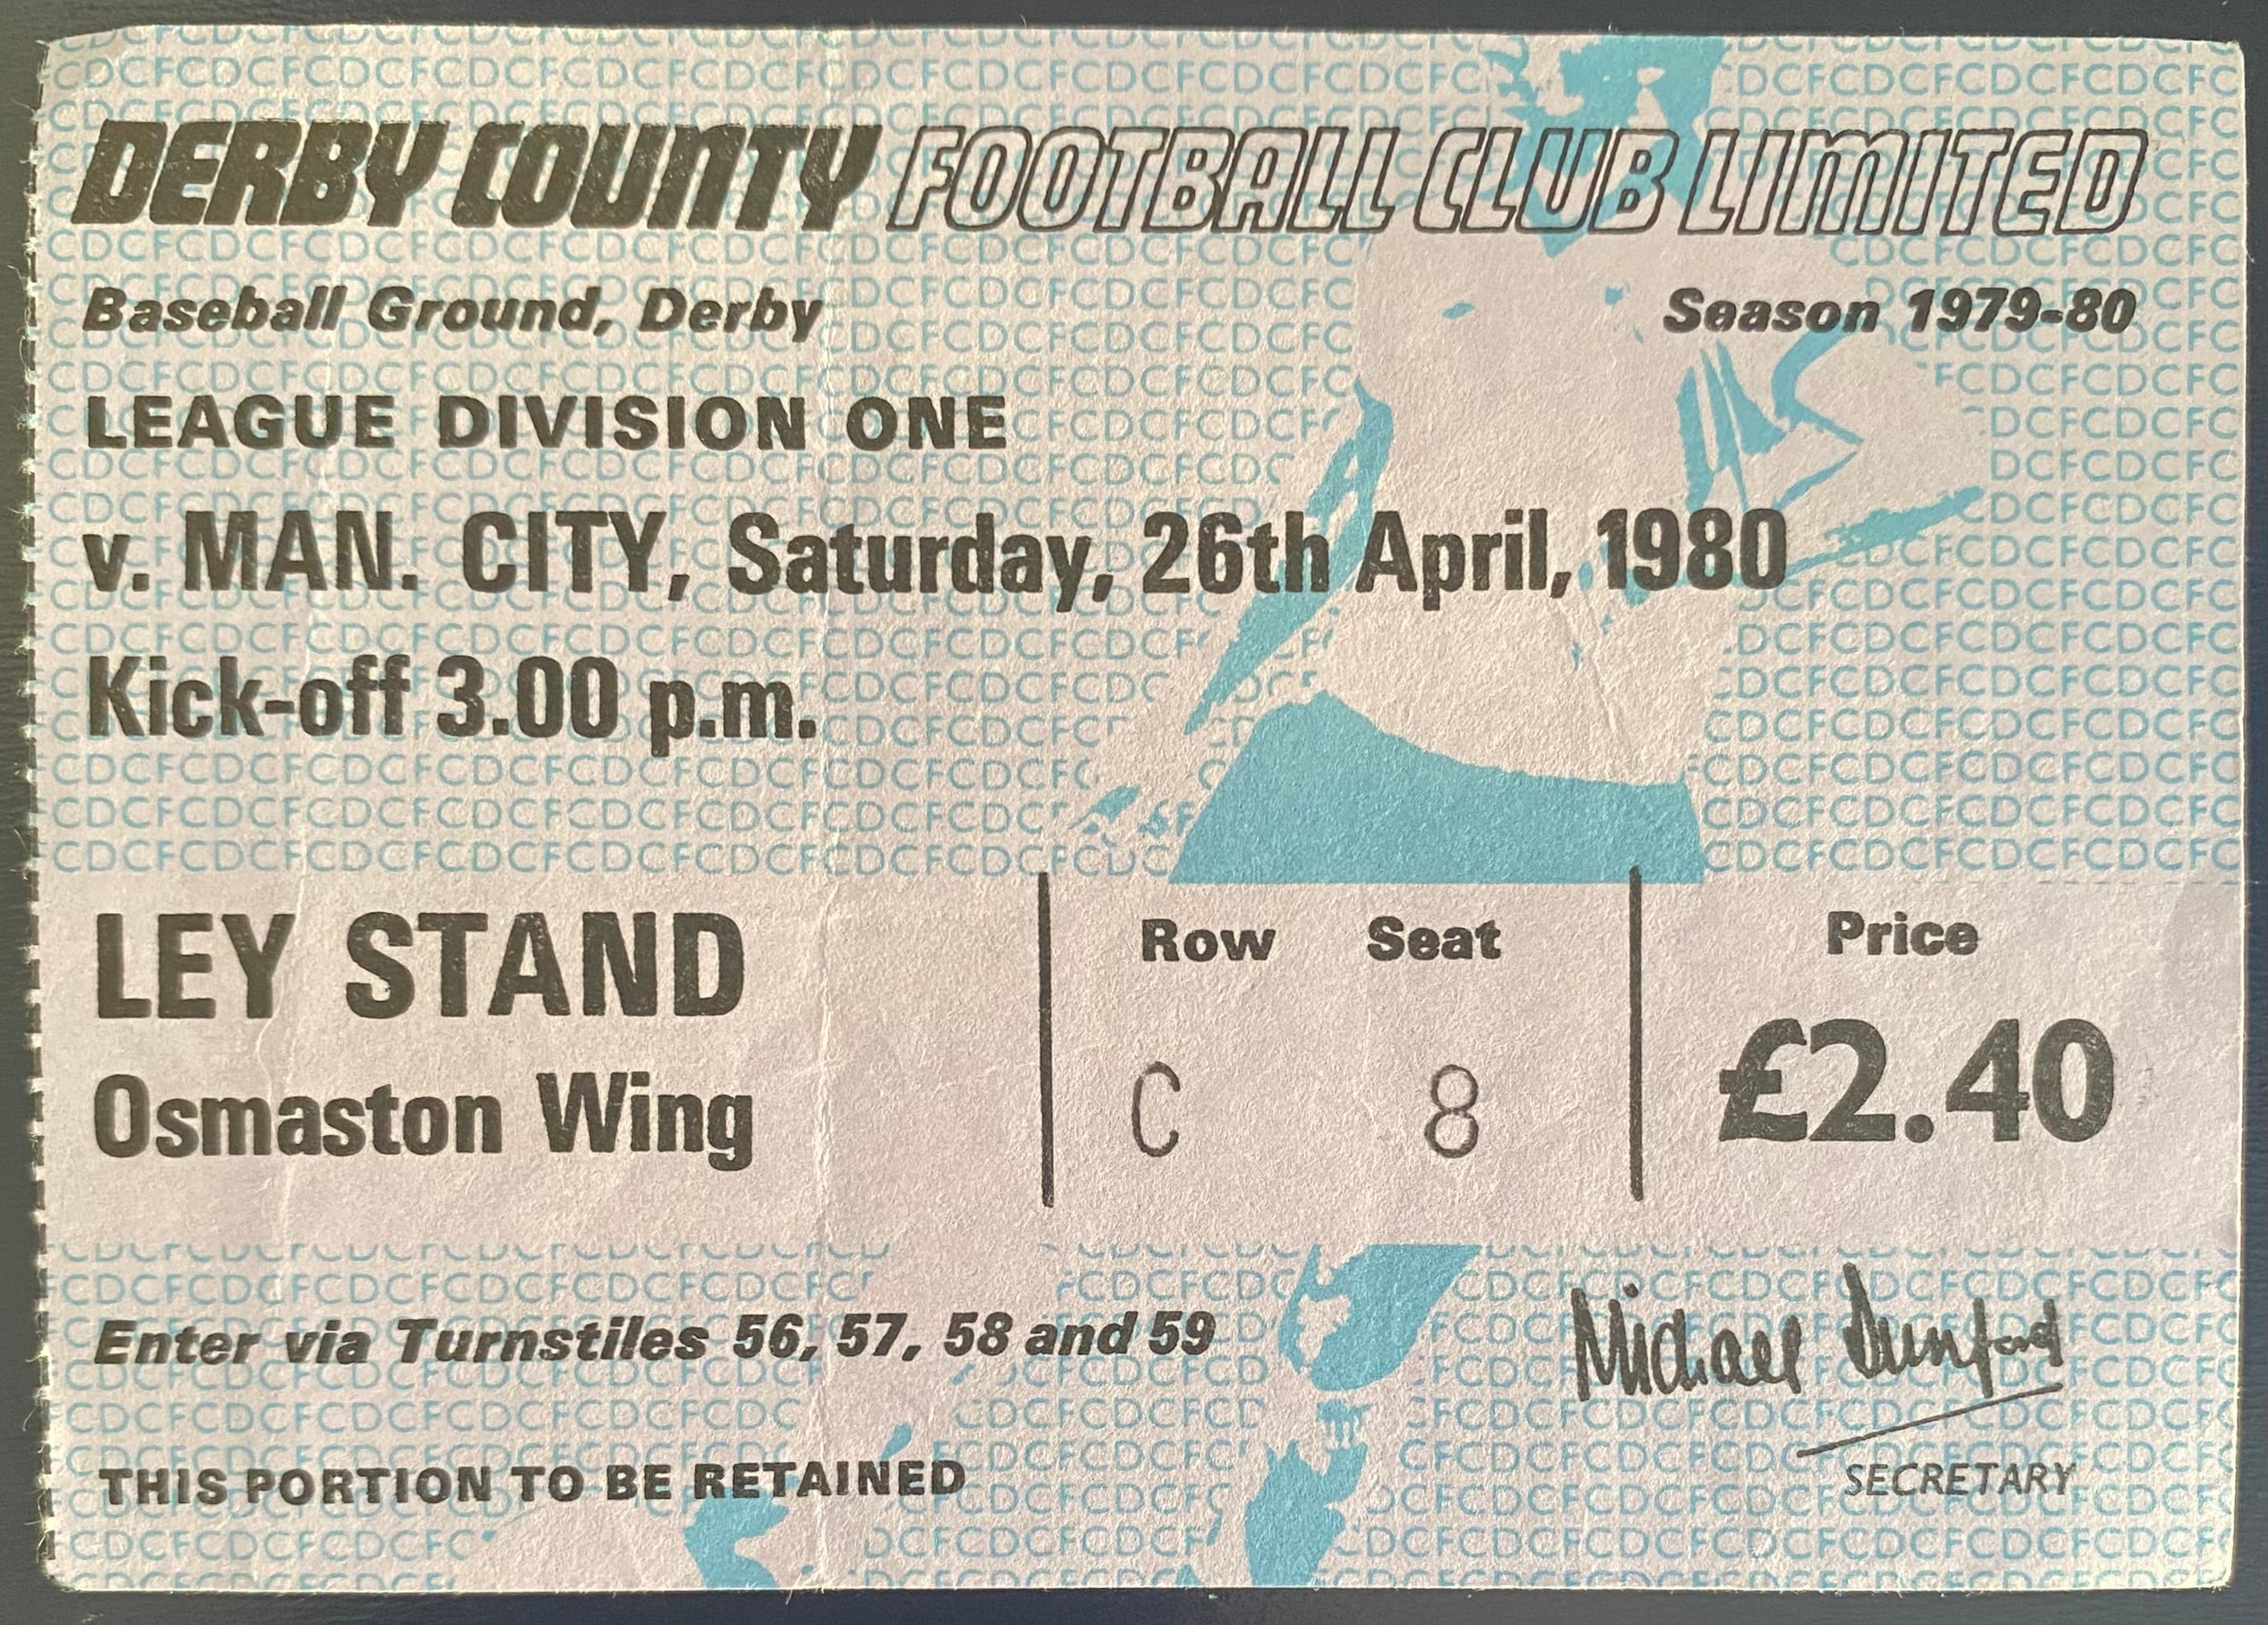 DERBY COUNTY FOOTBALL CLUB LIMITED
Baseball Ground, Derby
Season 1979-80
LEAGUE DIVISION ONE
v. MAN. CITY, Saturday, 26th April, 1980
Kick-off 3.00 p.m.
LEY STAND
Osmaston Wing
Row Seat
C 8
Price
£2.40
Enter via Turnstiles 56, 57, 58 and 59
Michael Dunford
SECRETARY
THIS PORTION TO BE RETAINED